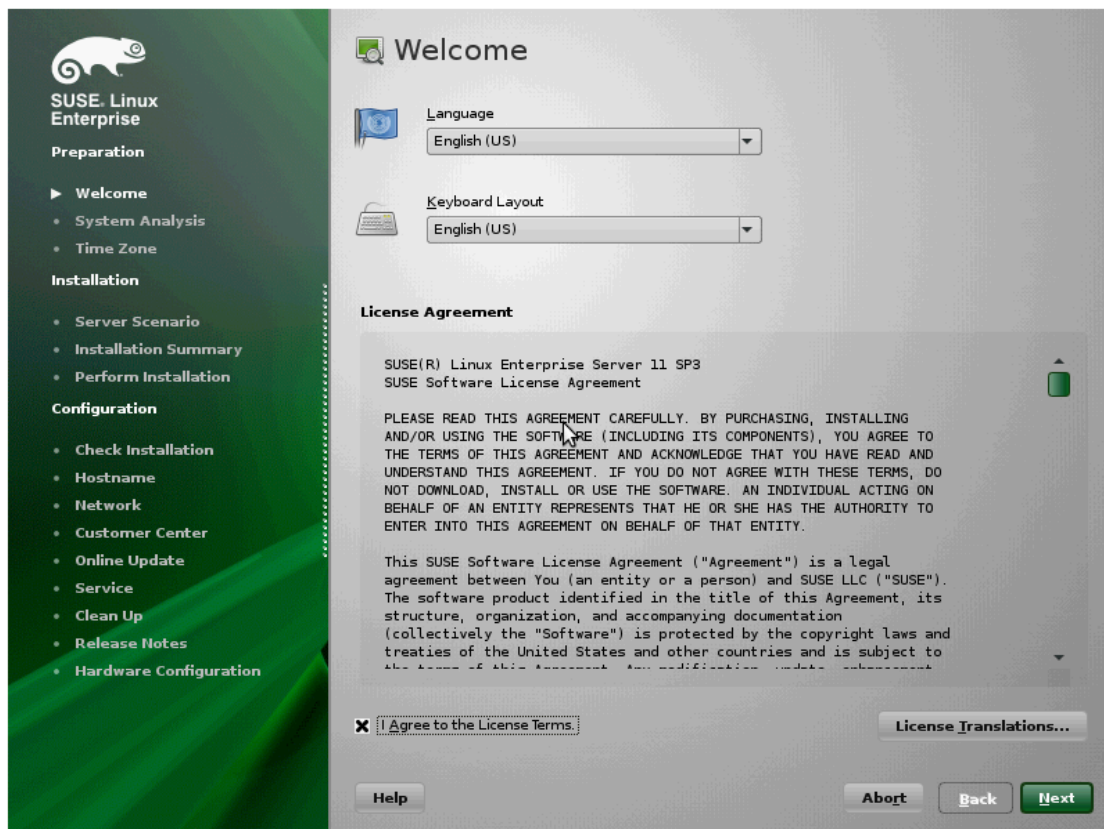 SUSE. Linux
Enterprise
Preparation
Welcome
System Analysis
Time Zone
Installation
Server Scenario
Installation Summary
Perform Installation
Configuration
Check Installation
Hostname
Network
Customer Center
Online Update
Service
Clean Up
Release Notes
Hardware Configuration
Welcome
Language
English (US)
Keyboard Layout
English (US)
License Agreement
SUSE(R) Linux Enterprise Server 11 SP3
SUSE Software License Agreement
PLEASE READ THIS AGREEMENT CAREFULLY. BY PURCHASING, INSTALLING
AND/OR USING THE SOFTWARE (INCLUDING ITS COMPONENTS), YOU AGREE TO
THE TERMS OF THIS AGREEMENT AND ACKNOWLEDGE THAT YOU HAVE READ AND
UNDERSTAND THIS AGREEMENT. IF YOU DO NOT AGREE WITH THESE TERMS, DO
NOT DOWNLOAD, INSTALL OR USE THE SOFTWARE. AN INDIVIDUAL ACTING ON
BEHALF OF AN ENTITY REPRESENTS THAT HE OR SHE HAS THE AUTHORITY TO
ENTER INTO THIS AGREEMENT ON BEHALF OF THAT ENTITY.
This SUSE Software License Agreement ("Agreement") is a legal
agreement between You (an entity or a person) and SUSE LLC ("SUSE").
The software product identified in the title of this Agreement, its
structure, organization, and accompanying documentation
(collectively the "Software") is protected by the copyright laws and
treaties of the United States and other countries and is subject to
the terms of this Agreement. Any modification, update, enhancement
I Agree to the License Terms.
License Translations...
Help
Abort
Back
Next